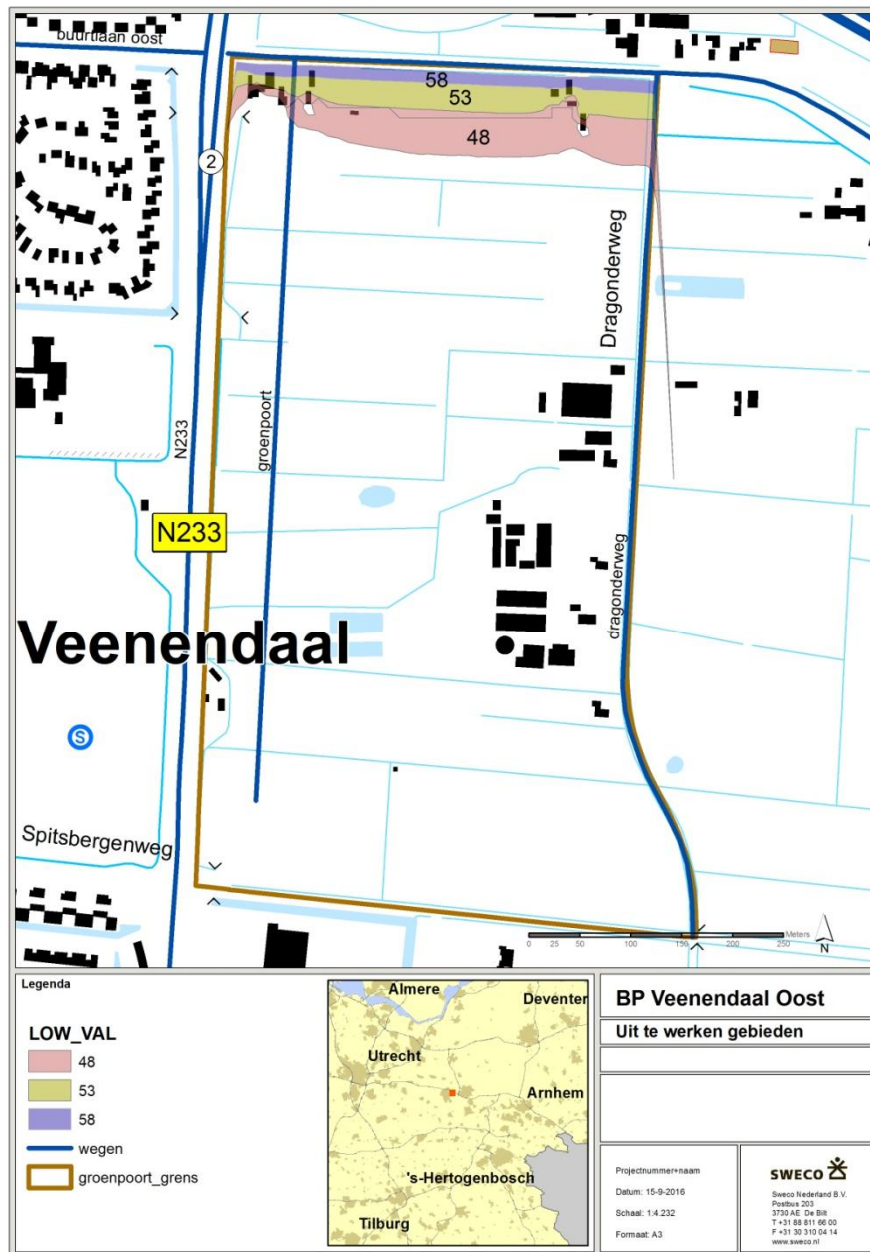 buurtlaan oost
58
53
48
2
Dragonderweg
N233
groenpoort
N233
dragonderweg
Veenendaal
S
Spitsbergenweg
Meters
0 25 50 100 150 200 250
N
Legenda
LOW_VAL
48
53
58
wegen
groenpoort_grens
Almere
Deventer
Utrecht
Arnhem
's-Hertogenbosch
Tilburg
BP Veenendaal Oost
Uit te werken gebieden
Projectnummer+naam
Datum: 15-9-2016
Schaal: 1:4.232
Formaat: A3
SWECO
Sweco Nederland B.V.
Postbus 203
3730 AE De Bilt
T +31 88 811 66 00
F +31 30 310 04 14
www.sweco.nl